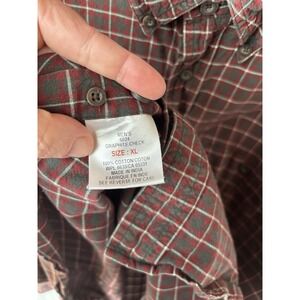 MEN'S
GRAPHITE CHECK
SIZE : XL
100% COTTON COTON
MADE IN INDIA
FABRIQUE EN INDE
SEE REVERSE FOR CARE